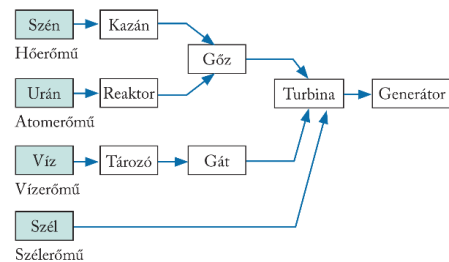 Szén
Kazán
Hőerőmű
Gőz
Urán
Reaktor
Turbina
Generátor
Atomerőmű
Víz
Tározó
Gát
Vízerőmű
Szél
Szélerőmű